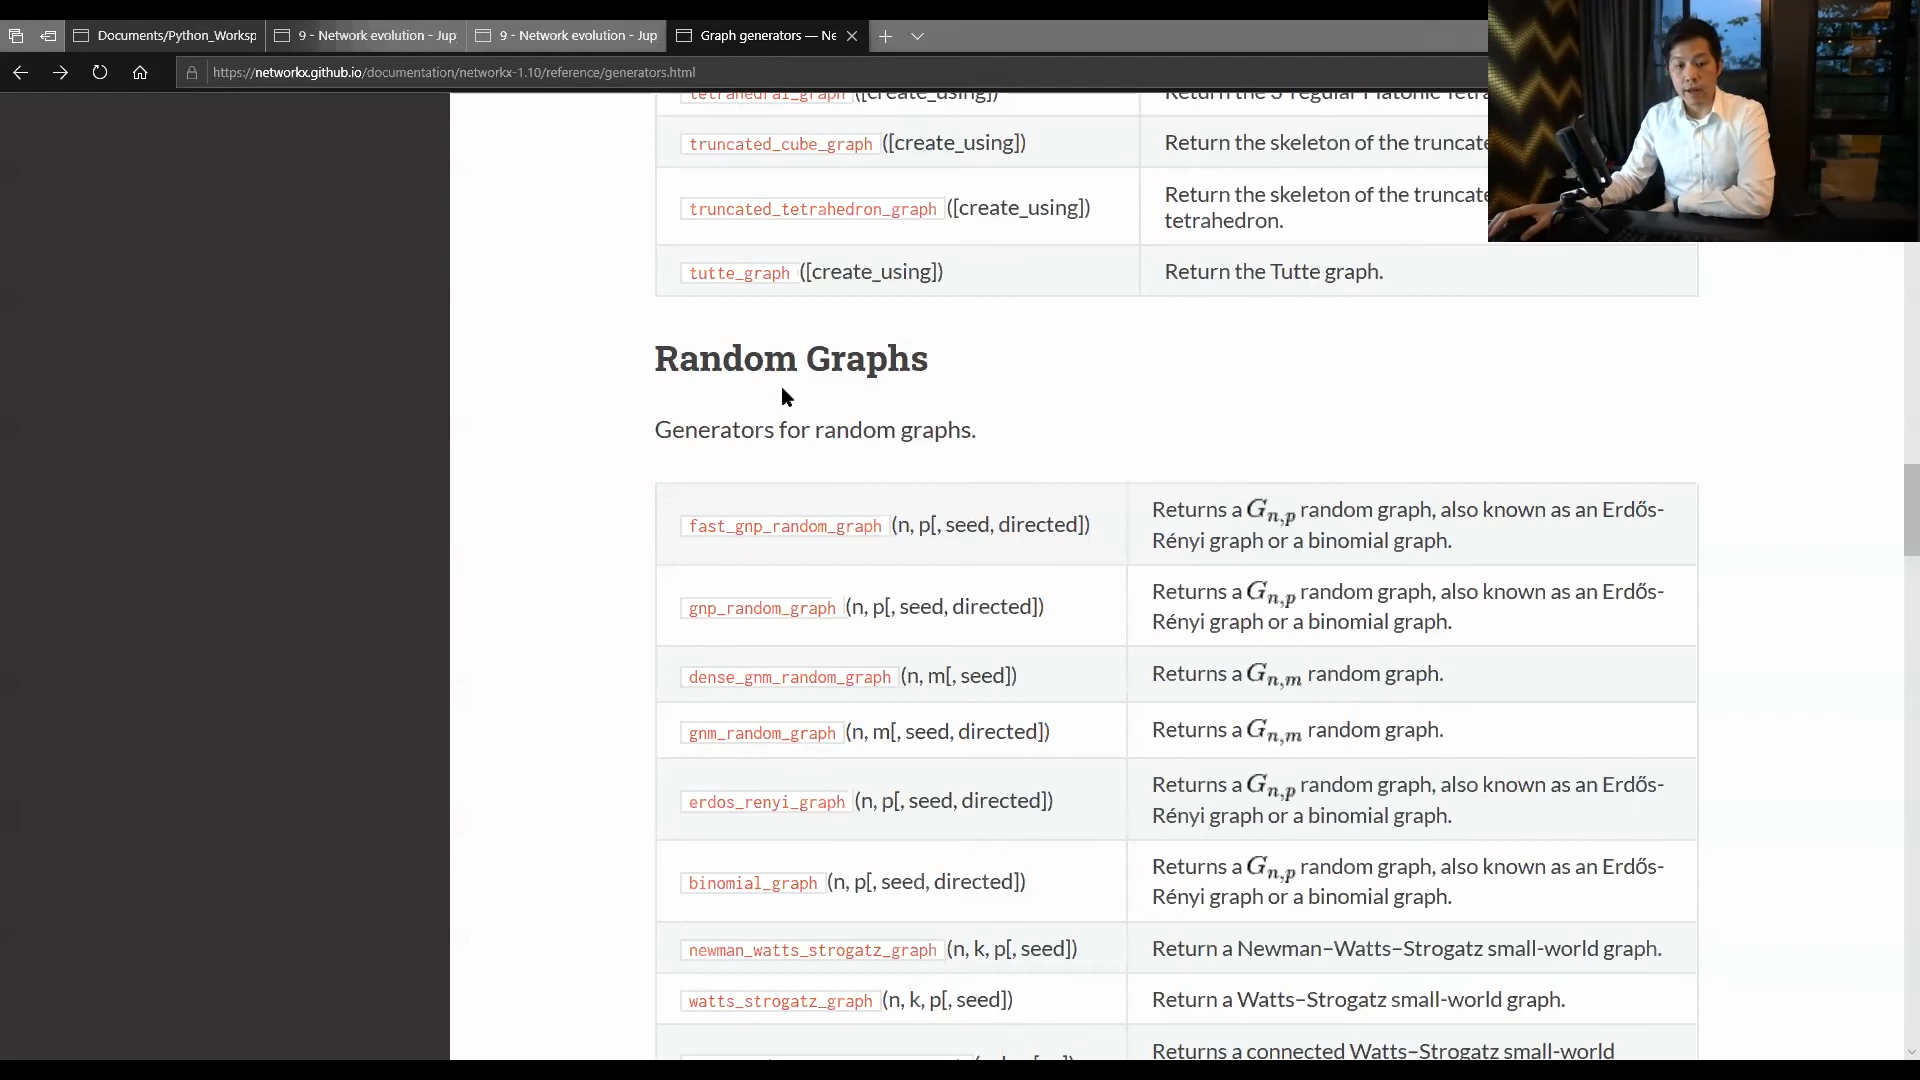 Documents/Python_Worksp
9 - Network evolution - Jup
9 - Network evolution - Jup
Graph generators — Ne
https://networkx.github.io/documentation/networkx-1.10/reference/generators.html
tetrahedral_graph ([create_using])
Return the 3-regular Platonic Tetra
truncated_cube_graph ([create_using])
Return the skeleton of the truncate
truncated_tetrahedron_graph ([create_using])
Return the skeleton of the truncate
tetrahedron.
tutte_graph ([create_using])
Return the Tutte graph.
Random Graphs
Generators for random graphs.
fast_gnp_random_graph (n, p[, seed, directed])
Returns a Gn,p random graph, also known as an Erdős-
Rényi graph or a binomial graph.
gnp_random_graph (n, p[, seed, directed])
Returns a Gn,p random graph, also known as an Erdős-
Rényi graph or a binomial graph.
dense_gnm_random_graph (n, m[, seed])
Returns a Gn,m random graph.
gnm_random_graph (n, m[, seed, directed])
Returns a Gn,m random graph.
erdos_renyi_graph (n, p[, seed, directed])
Returns a Gn,p random graph, also known as an Erdős-
Rényi graph or a binomial graph.
binomial_graph (n, p[, seed, directed])
Returns a Gn,p random graph, also known as an Erdős-
Rényi graph or a binomial graph.
newman_watts_strogatz_graph (n, k, p[, seed])
Return a Newman–Watts–Strogatz small-world graph.
watts_strogatz_graph (n, k, p[, seed])
Return a Watts–Strogatz small-world graph.
Returns a connected Watts–Strogatz small-world